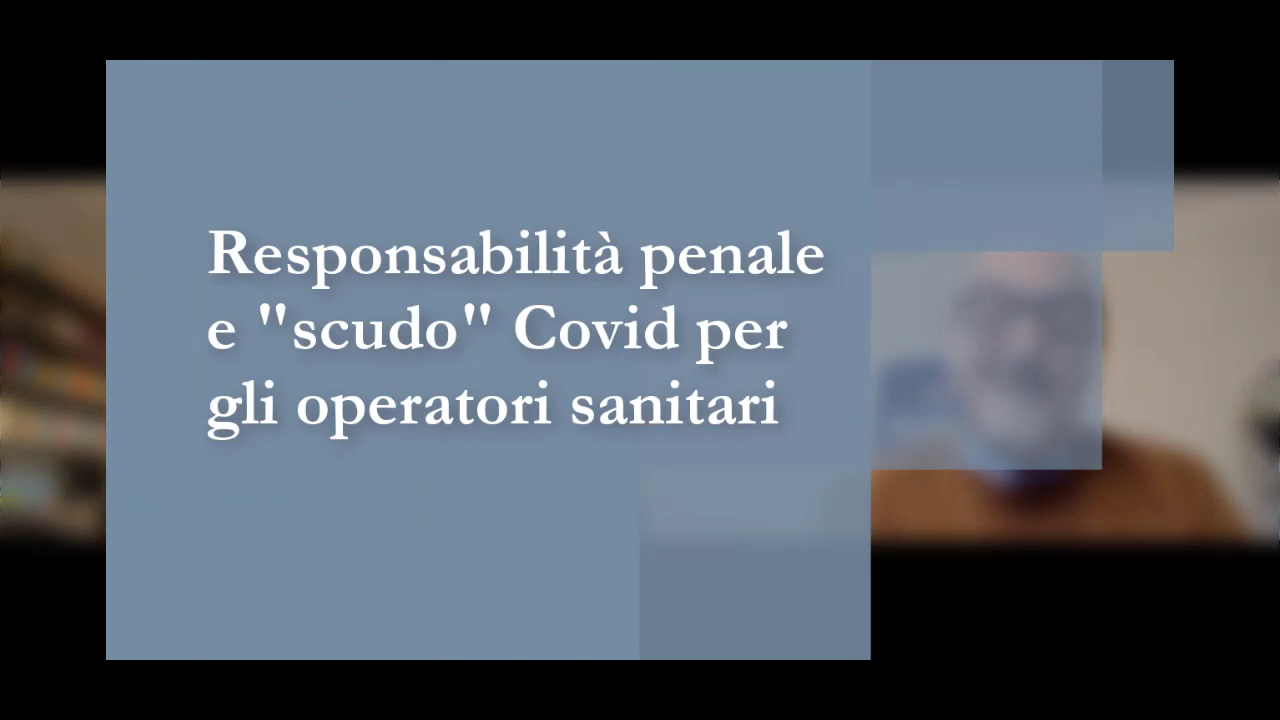 Responsabilità penale
e "scudo" Covid per
gli operatori sanitari